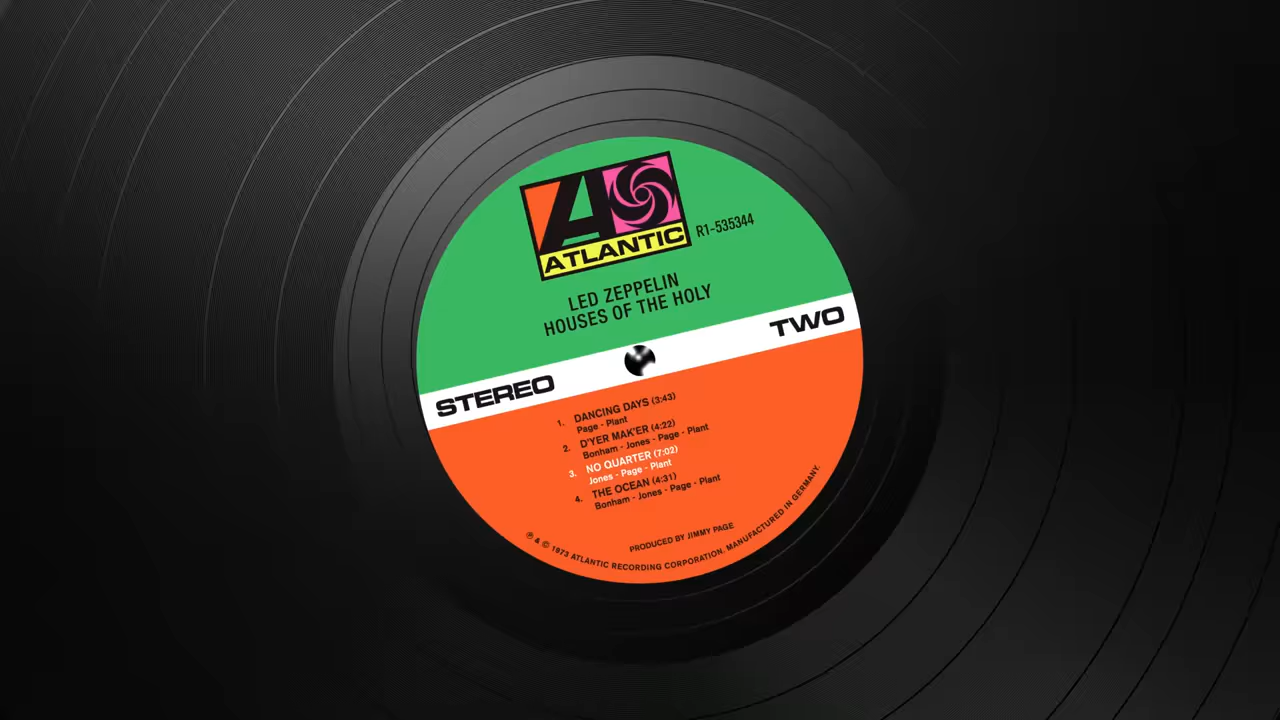 ATLANTIC
R1-535344
LED ZEPPELIN
HOUSES OF THE HOLY
STEREO
TWO
1. DANCING DAYS (3:43)
Page - Plant
2. D'YER MAK'ER (4:22)
Bonham - Jones - Page - Plant
3. NO QUARTER (7:02)
Jones - Page - Plant
4. THE OCEAN (4:31)
Bonham - Jones - Page - Plant
PRODUCED BY JIMMY PAGE
℗ & © 1973 ATLANTIC RECORDING CORPORATION. MANUFACTURED IN GERMANY.